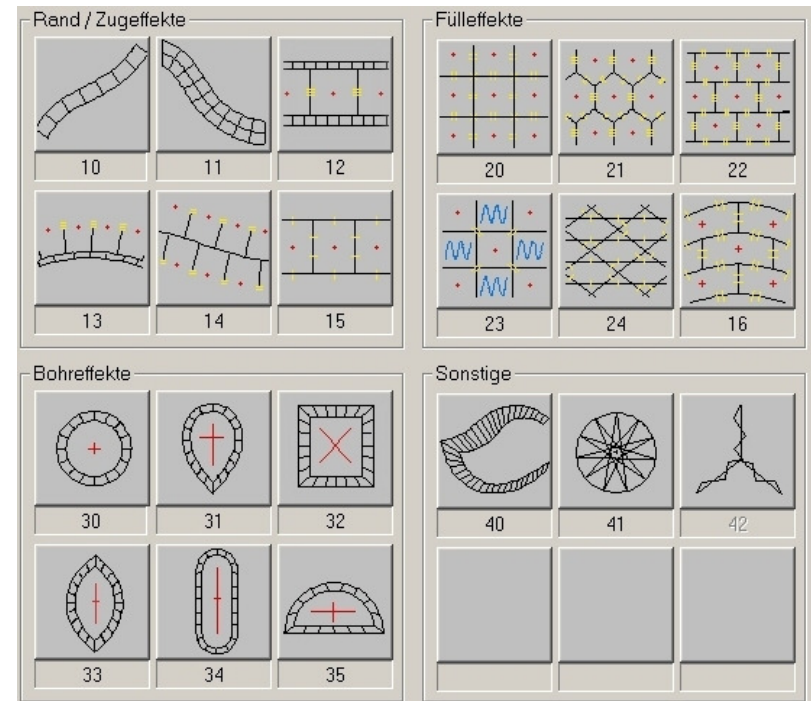 Rand / Zugeffekte
10 11 12
13 14 15
Fülleffekte
20 21 22
23 24 16
Bohreffekte
30 31 32
33 34 35
Sonstige
40 41 42